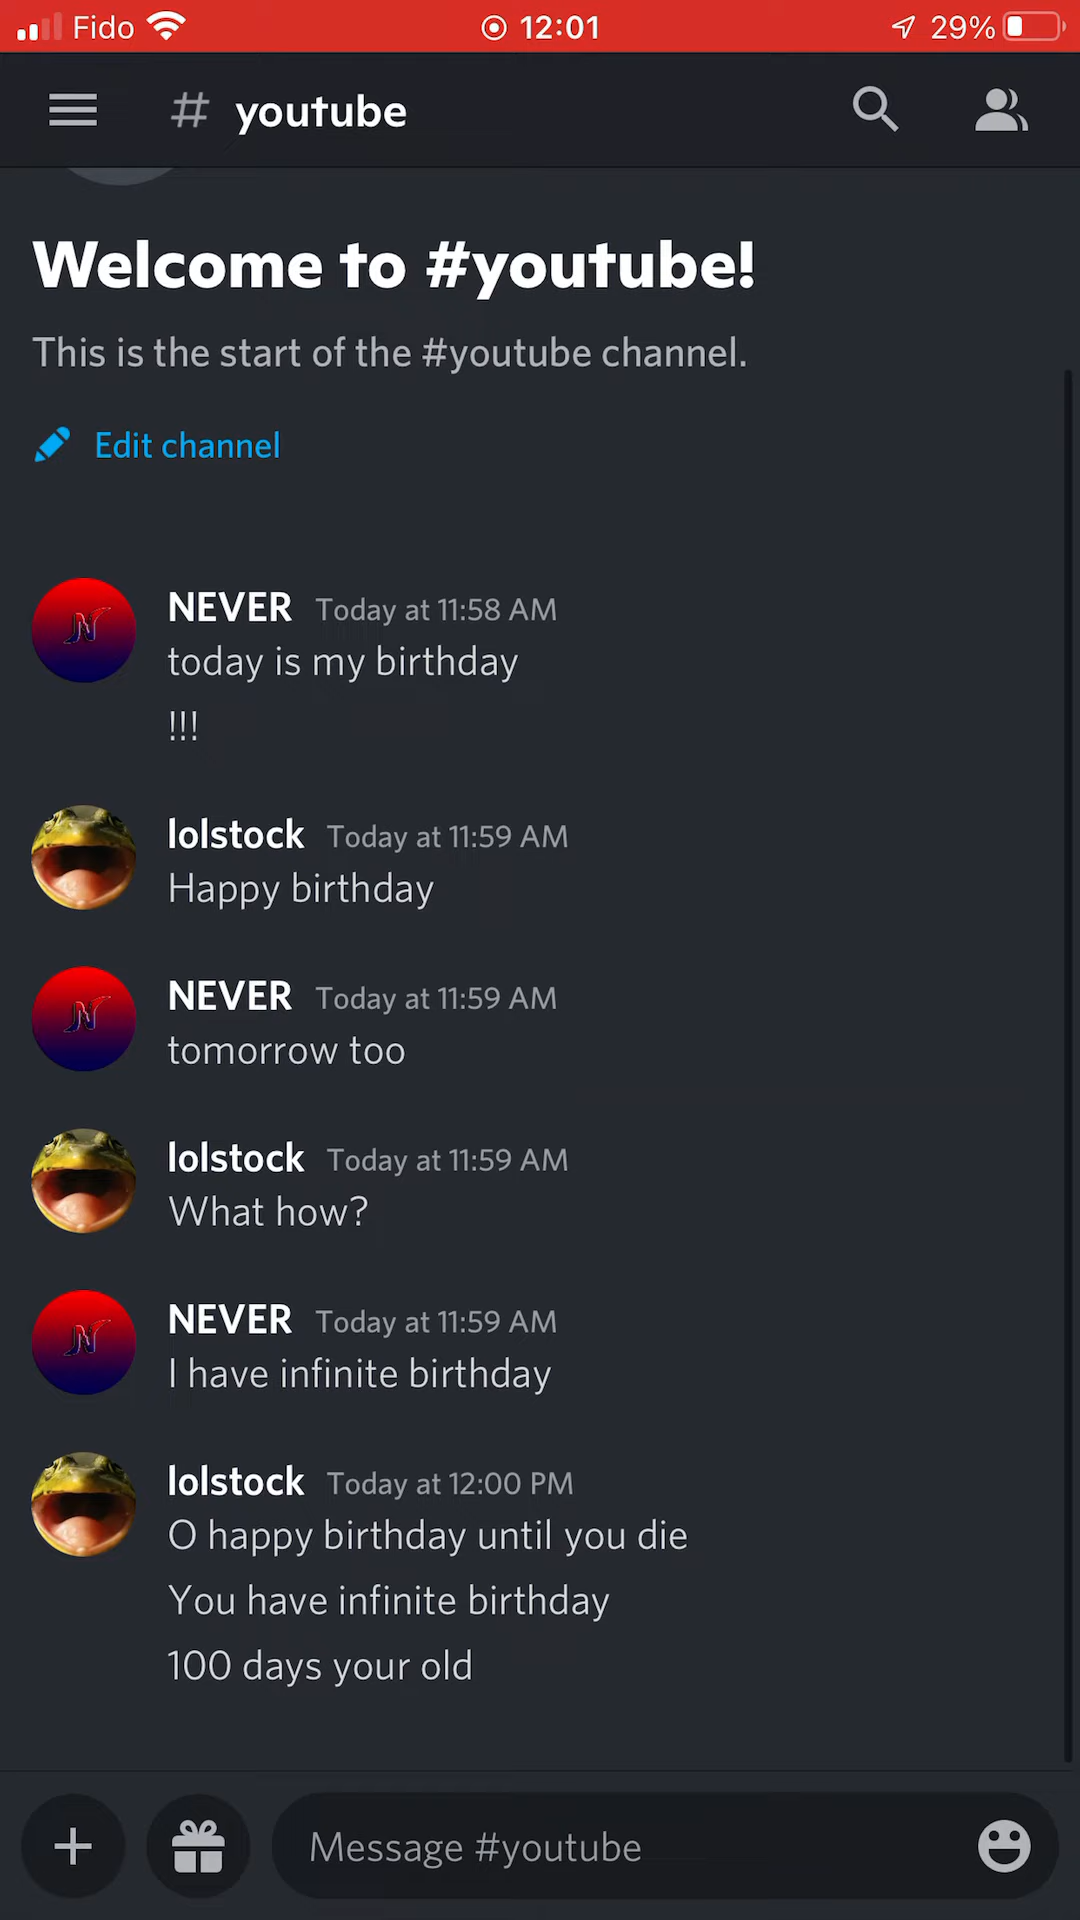 Fido 12:01 29%
# youtube
Welcome to #youtube!
This is the start of the #youtube channel.
Edit channel
NEVER Today at 11:58 AM
today is my birthday
!!!
lolstock Today at 11:59 AM
Happy birthday
NEVER Today at 11:59 AM
tomorrow too
lolstock Today at 11:59 AM
What how?
NEVER Today at 11:59 AM
I have infinite birthday
lolstock Today at 12:00 PM
O happy birthday until you die
You have infinite birthday
100 days your old
Message #youtube